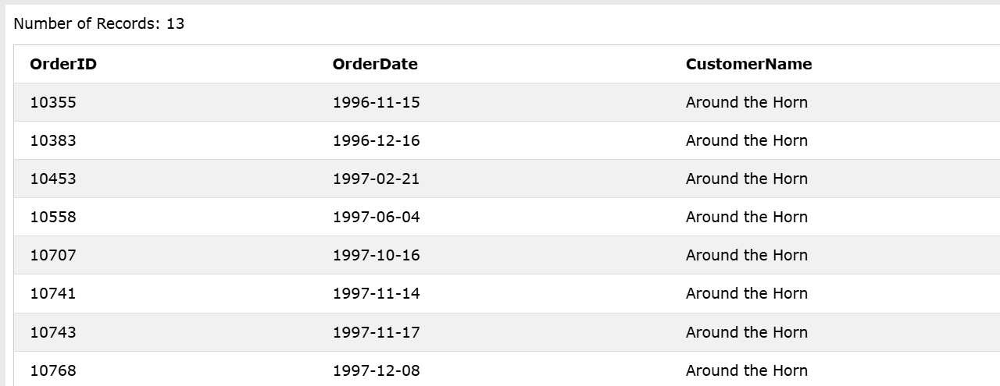 Number of Records: 13
OrderID OrderDate CustomerName
10355 1996-11-15 Around the Horn
10383 1996-12-16 Around the Horn
10453 1997-02-21 Around the Horn
10558 1997-06-04 Around the Horn
10707 1997-10-16 Around the Horn
10741 1997-11-14 Around the Horn
10743 1997-11-17 Around the Horn
10768 1997-12-08 Around the Horn